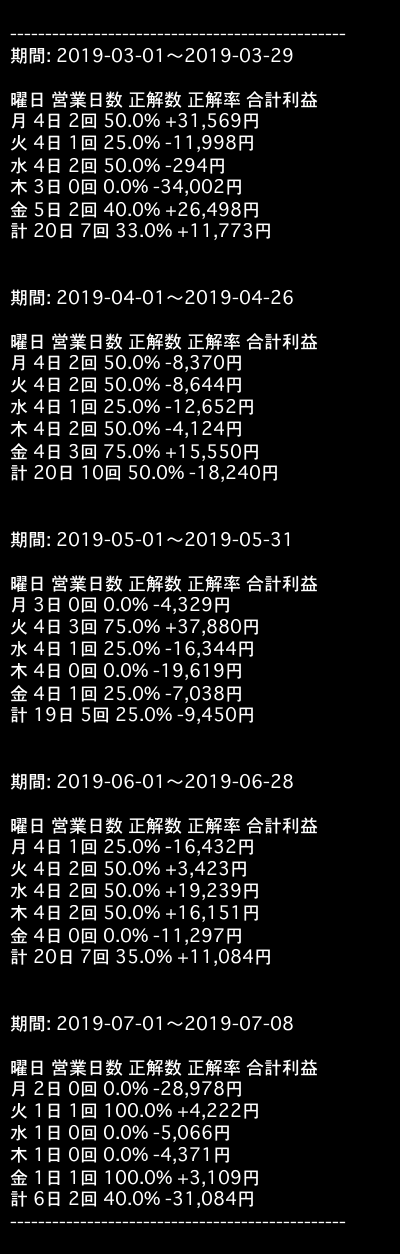 ------------------------------------------------
期間: 2019-03-01〜2019-03-29
曜日 営業日数 正解数 正解率 合計利益
月 4日 2回 50.0% +31,569円
火 4日 1回 25.0% -11,998円
水 4日 2回 50.0% -294円
木 3日 0回 0.0% -34,002円
金 5日 2回 40.0% +26,498円
計 20日 7回 33.0% +11,773円
期間: 2019-04-01〜2019-04-26
曜日 営業日数 正解数 正解率 合計利益
月 4日 2回 50.0% -8,370円
火 4日 2回 50.0% -8,644円
水 4日 1回 25.0% -12,652円
木 4日 2回 50.0% -4,124円
金 4日 3回 75.0% +15,550円
計 20日 10回 50.0% -18,240円
期間: 2019-05-01〜2019-05-31
曜日 営業日数 正解数 正解率 合計利益
月 3日 0回 0.0% -4,329円
火 4日 3回 75.0% +37,880円
水 4日 1回 25.0% -16,344円
木 4日 0回 0.0% -19,619円
金 4日 1回 25.0% -7,038円
計 19日 5回 25.0% -9,450円
期間: 2019-06-01〜2019-06-28
曜日 営業日数 正解数 正解率 合計利益
月 4日 1回 25.0% -16,432円
火 4日 2回 50.0% +3,423円
水 4日 2回 50.0% +19,239円
木 4日 2回 50.0% +16,151円
金 4日 0回 0.0% -11,297円
計 20日 7回 35.0% +11,084円
期間: 2019-07-01〜2019-07-08
曜日 営業日数 正解数 正解率 合計利益
月 2日 0回 0.0% -28,978円
火 1日 1回 100.0% +4,222円
水 1日 0回 0.0% -5,066円
木 1日 0回 0.0% -4,371円
金 1日 1回 100.0% +3,109円
計 6日 2回 40.0% -31,084円
------------------------------------------------